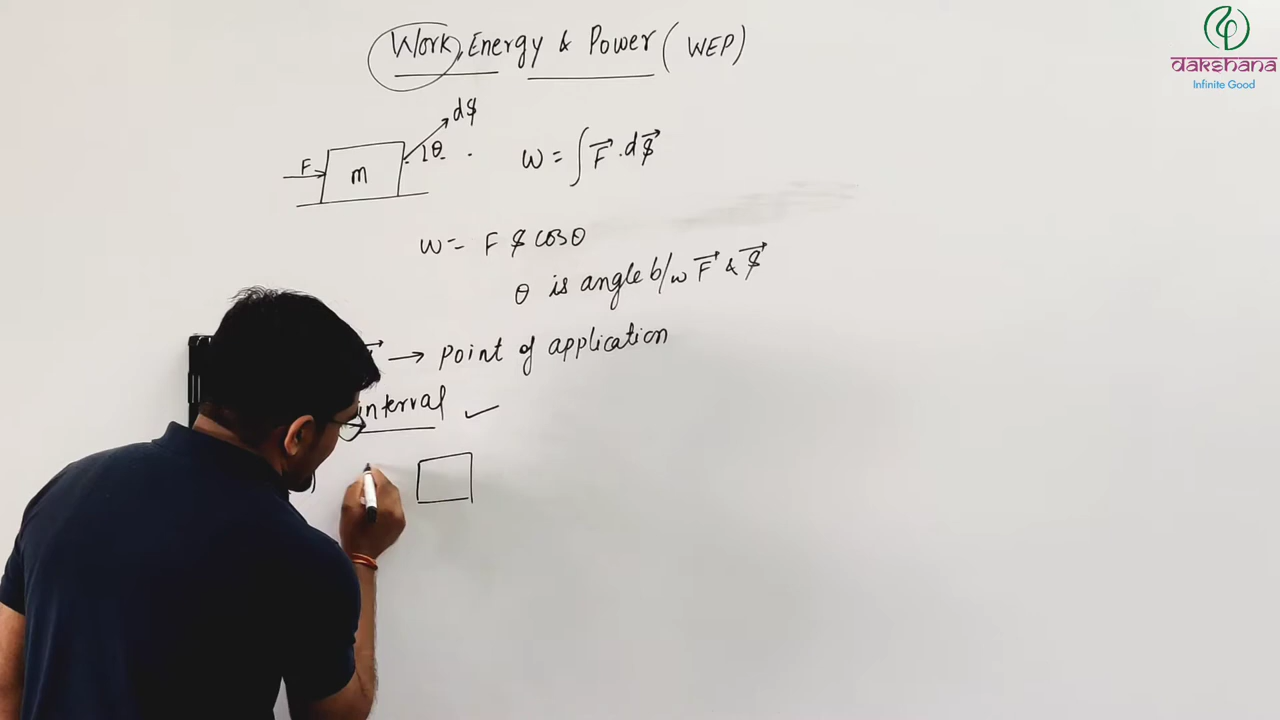 Work, Energy & Power (WEP)
dakshana
Infinite Good
dS
F
m
θ
W = ∫ F . dS
W = F S cosθ
θ is angle b/w F & S
→ point of application
interval